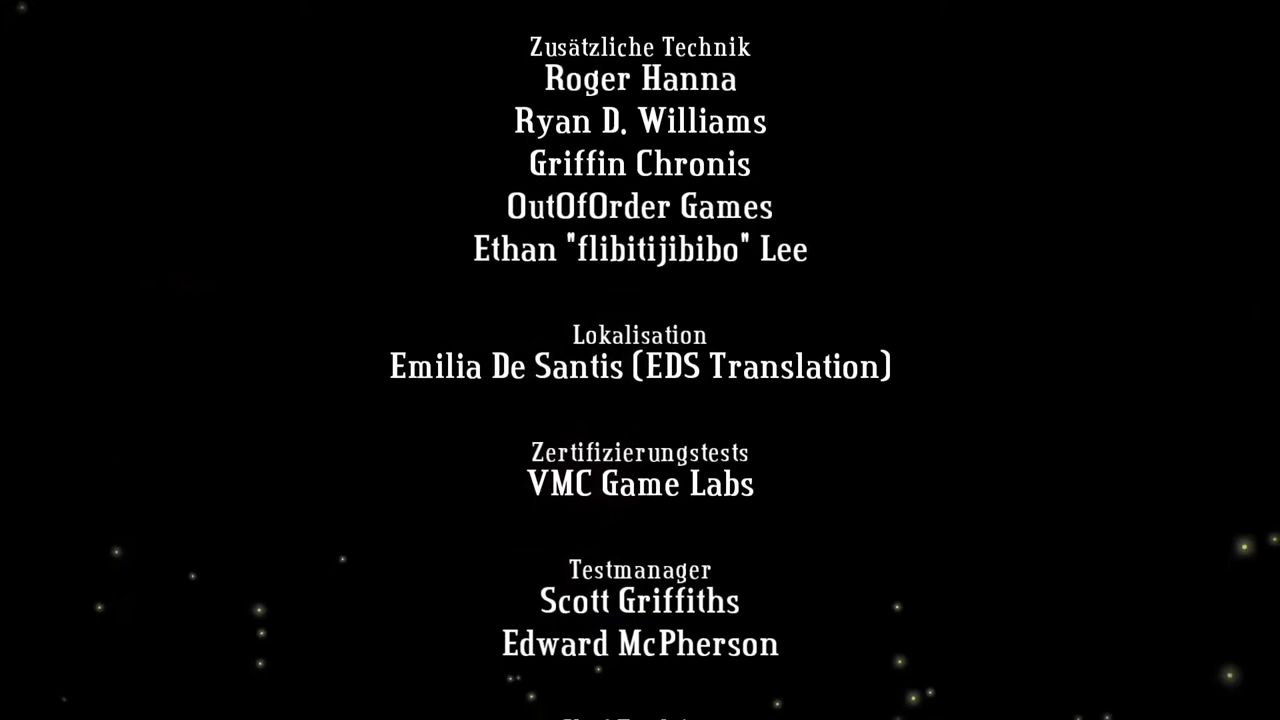 Zusätzliche Technik
Roger Hanna
Ryan D. Williams
Griffin Chronis
OutOfOrder Games
Ethan "flibitijibibo" Lee
Lokalisation
Emilia De Santis (EDS Translation)
Zertifizierungstests
VMC Game Labs
Testmanager
Scott Griffiths
Edward McPherson